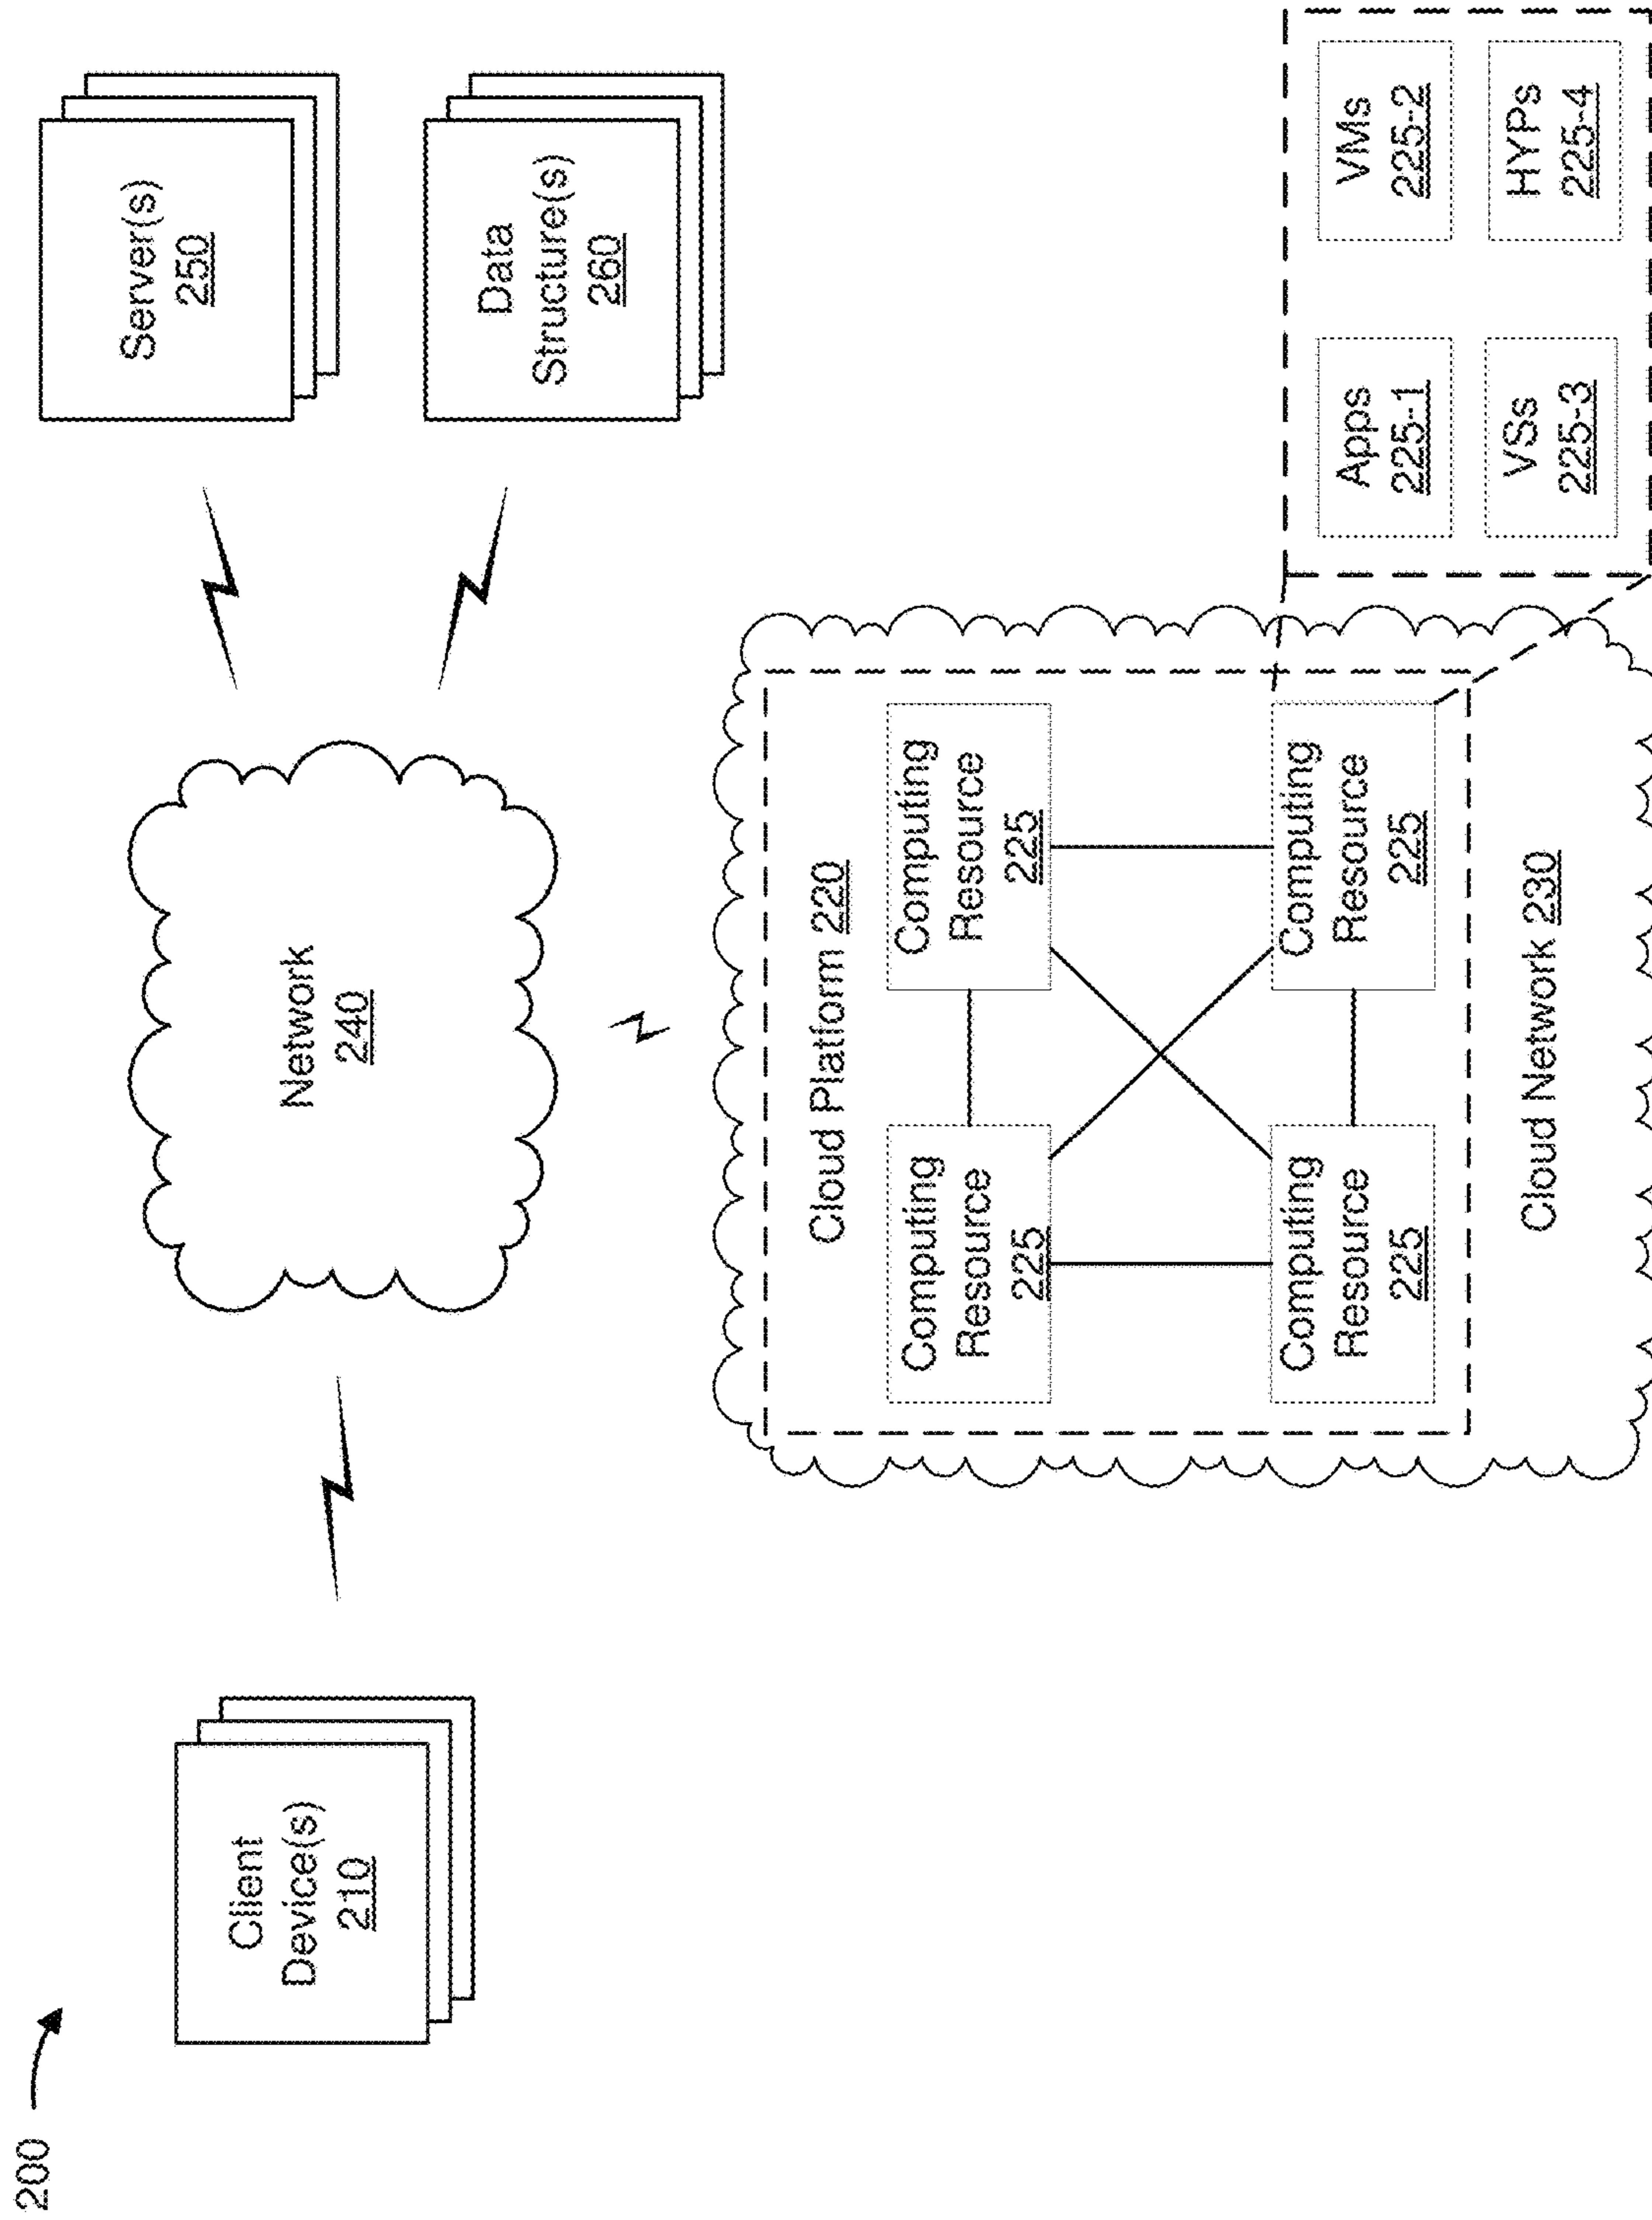 200
Client
Device(s)
210
Network
240
Server(s)
250
Data
Structure(s)
260
Cloud Platform 220
Computing
Resource
225
Computing
Resource
225
Computing
Resource
225
Computing
Resource
225
Cloud Network 230
Apps
225-1
VMs
225-2
VSs
225-3
HYPs
225-4